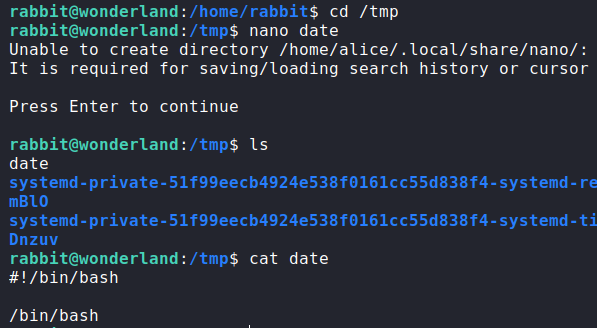 rabbit@wonderland:/home/rabbit$ cd /tmp
rabbit@wonderland:/tmp$ nano date
Unable to create directory /home/alice/.local/share/nano/:
It is required for saving/loading search history or cursor
Press Enter to continue
rabbit@wonderland:/tmp$ ls
date
systemd-private-51f99eecb4924e538f0161cc55d838f4-systemd-re
mBlO
systemd-private-51f99eecb4924e538f0161cc55d838f4-systemd-ti
Dnzuv
rabbit@wonderland:/tmp$ cat date
#!/bin/bash
/bin/bash